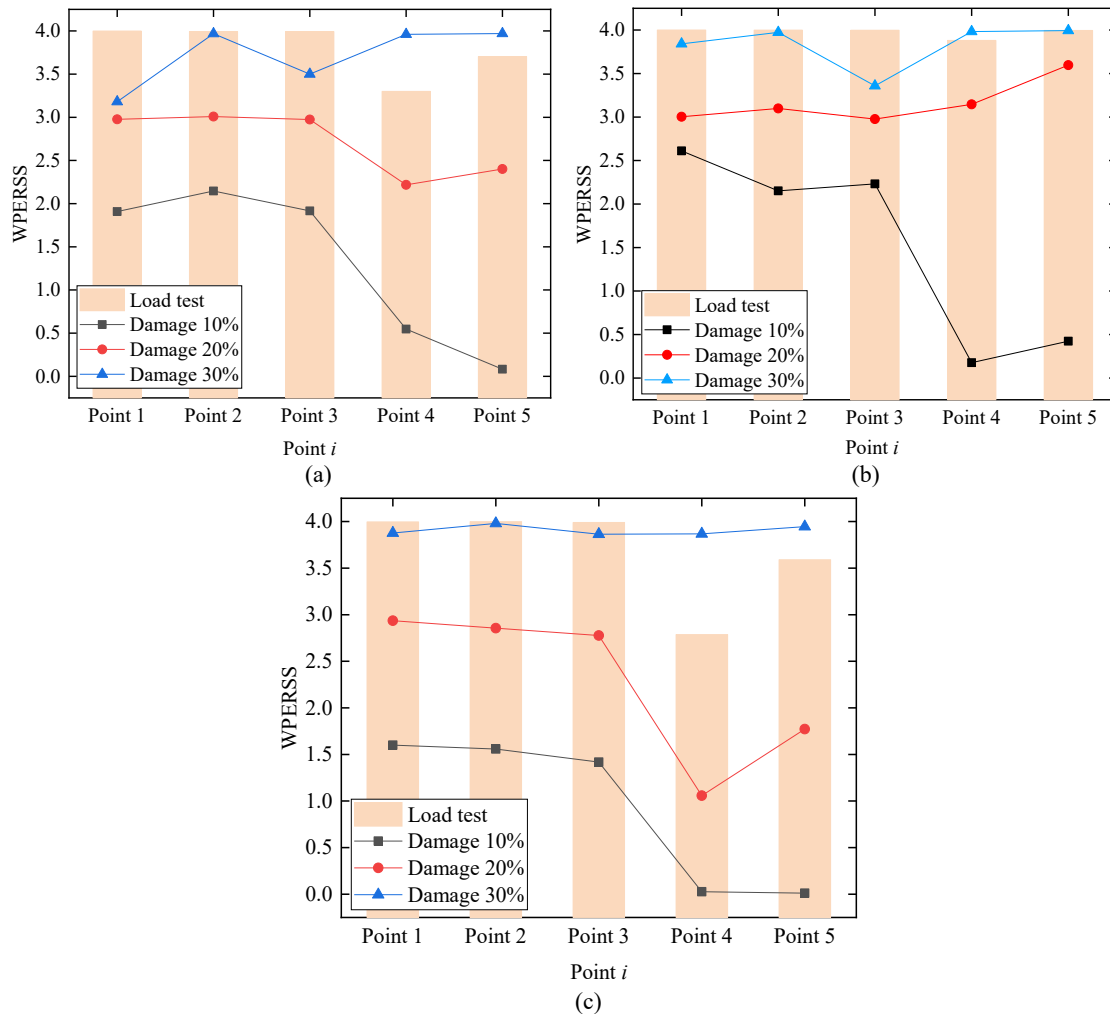 WPERSS
4.0
3.5
3.0
2.5
2.0
1.5
1.0
0.5
0.0
Load test
Damage 10%
Damage 20%
Damage 30%
Point 1 Point 2 Point 3 Point 4 Point 5
Point i
(a)
WPERSS
4.0
3.5
3.0
2.5
2.0
1.5
1.0
0.5
0.0
Load test
Damage 10%
Damage 20%
Damage 30%
Point 1 Point 2 Point 3 Point 4 Point 5
Point i
(b)
WPERSS
4.0
3.5
3.0
2.5
2.0
1.5
1.0
0.5
0.0
Load test
Damage 10%
Damage 20%
Damage 30%
Point 1 Point 2 Point 3 Point 4 Point 5
Point i
(c)